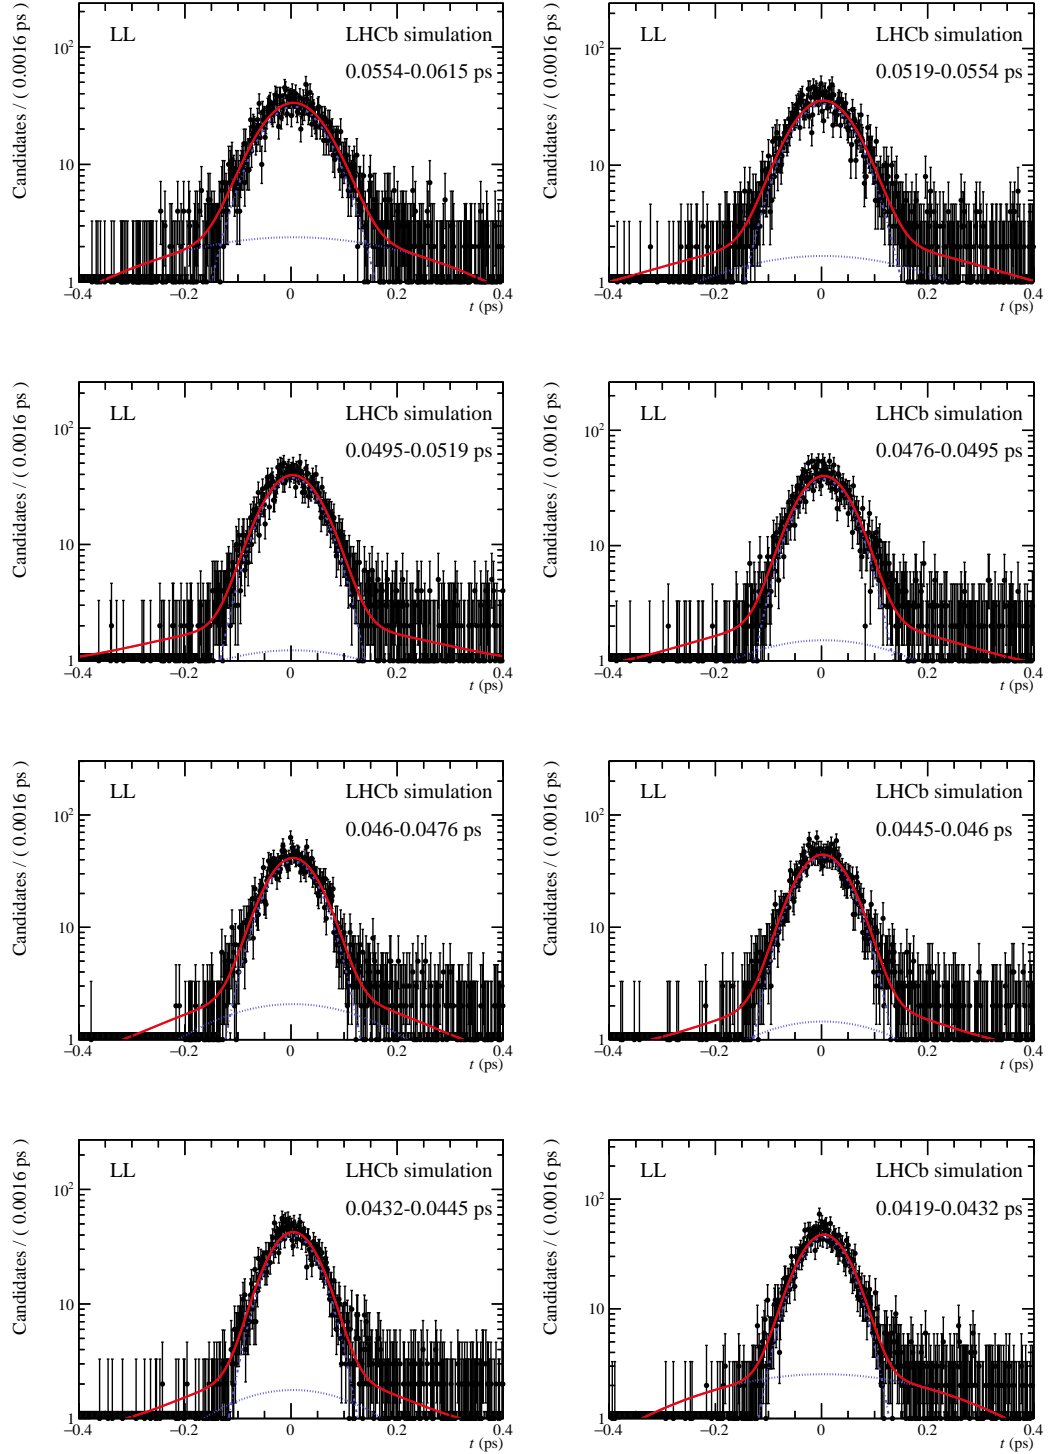 Candidates / ( 0.0016 ps )
10²
10
1
LL
LHCb simulation
0.0554-0.0615 ps
−0.4 −0.2 0 0.2 0.4
t (ps)
Candidates / ( 0.0016 ps )
10²
10
1
LL
LHCb simulation
0.0519-0.0554 ps
−0.4 −0.2 0 0.2 0.4
t (ps)
Candidates / ( 0.0016 ps )
10²
10
1
LL
LHCb simulation
0.0495-0.0519 ps
−0.4 −0.2 0 0.2 0.4
t (ps)
Candidates / ( 0.0016 ps )
10²
10
1
LL
LHCb simulation
0.0476-0.0495 ps
−0.4 −0.2 0 0.2 0.4
t (ps)
Candidates / ( 0.0016 ps )
10²
10
1
LL
LHCb simulation
0.046-0.0476 ps
−0.4 −0.2 0 0.2 0.4
t (ps)
Candidates / ( 0.0016 ps )
10²
10
1
LL
LHCb simulation
0.0445-0.046 ps
−0.4 −0.2 0 0.2 0.4
t (ps)
Candidates / ( 0.0016 ps )
10²
10
1
LL
LHCb simulation
0.0432-0.0445 ps
−0.4 −0.2 0 0.2 0.4
t (ps)
Candidates / ( 0.0016 ps )
10²
10
1
LL
LHCb simulation
0.0419-0.0432 ps
−0.4 −0.2 0 0.2 0.4
t (ps)